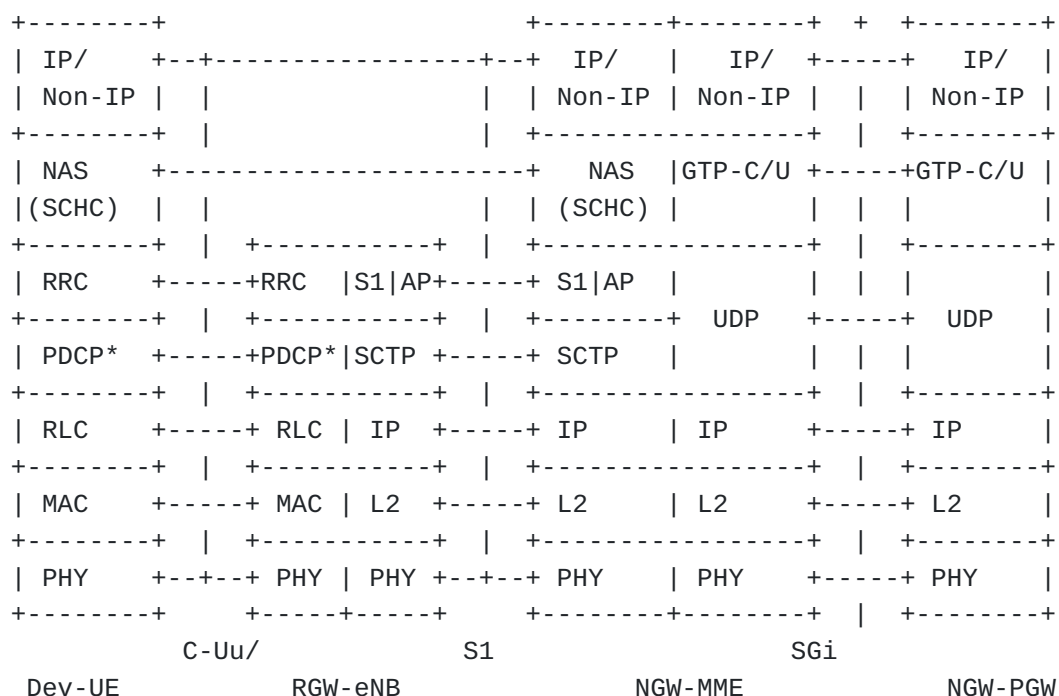 +--------+                      +--------+--------+  +  +--------+
|  IP/   +--+-----------------+--+  IP/   |   IP/  +-----+   IP/  |
| Non-IP |  |                 |  | Non-IP | Non-IP |  |  | Non-IP |
+--------+  |                 |  +-----------------+  |  +--------+
| NAS    +-----------------------+   NAS  |GTP-C/U +-----+GTP-C/U |
|(SCHC)  |  |                 |  | (SCHC) |        |  |  |        |
+--------+  |  +-----------+  |  +-----------------+  |  +--------+
| RRC    +-----+RRC  |S1|AP+-----+ S1|AP  |        |  |  |        |
+--------+  |  +-----------+  |  +--------+  UDP   +-----+  UDP   |
| PDCP*  +-----+PDCP*|SCTP +-----+ SCTP   |        |  |  |        |
+--------+  |  +-----------+  |  +-----------------+  |  +--------+
| RLC    +-----+ RLC | IP  +-----+ IP     | IP     +-----+ IP     |
+--------+  |  +-----------+  |  +-----------------+  |  +--------+
| MAC    +-----+ MAC | L2  +-----+ L2     | L2     +-----+ L2     |
+--------+  |  +-----------+  |  +-----------------+  |  +--------+
| PHY    +--+--+ PHY | PHY +--+--+ PHY    | PHY    +-----+ PHY    |
+--------+     +-----+-----+     +--------+--------+  |  +--------+
           C-Uu/             S1                   SGi
 Dev-UE           RGW-eNB               NGW-MME             NGW-PGW